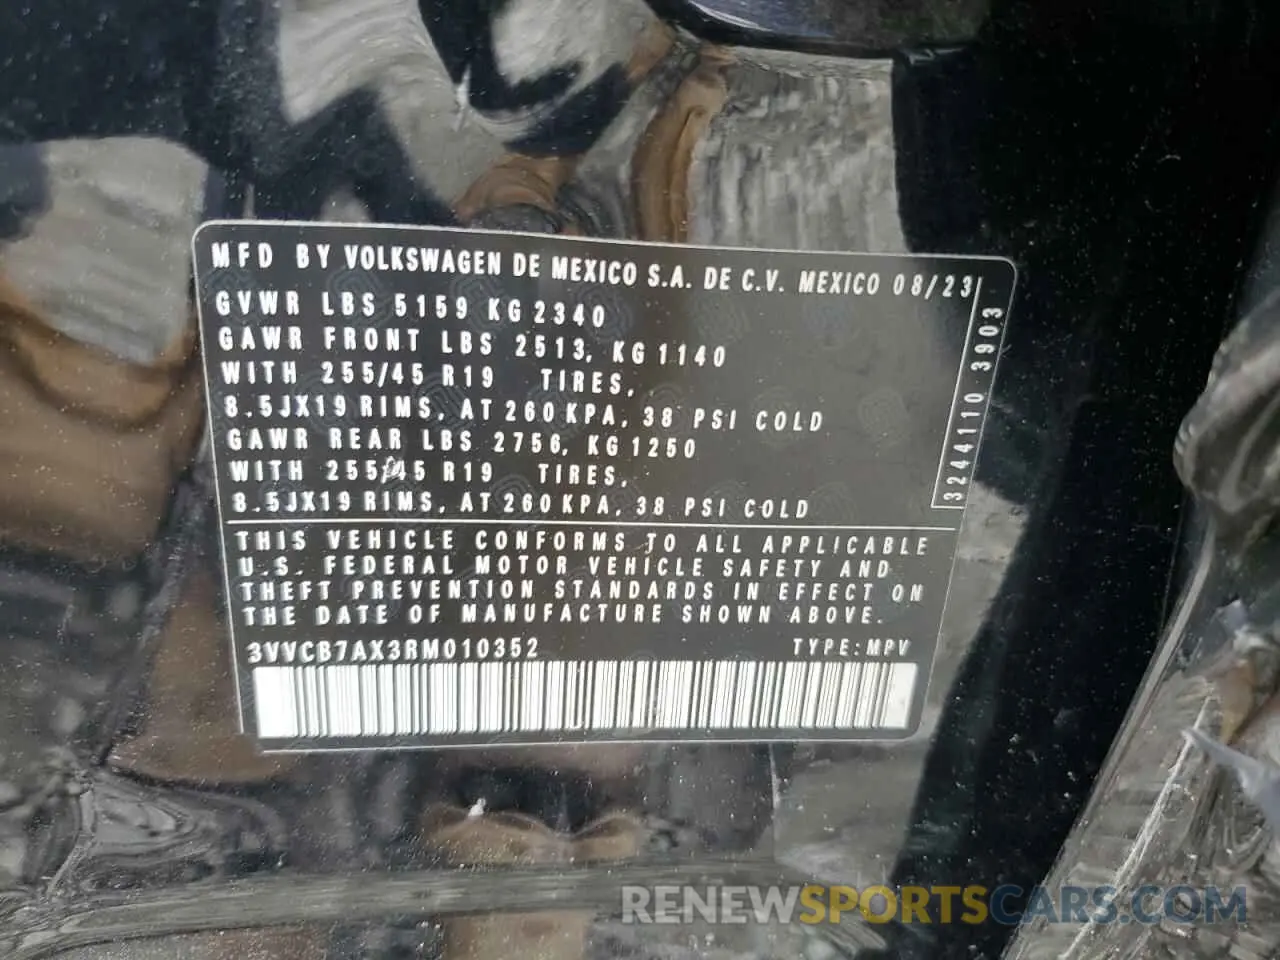 MFD BY VOLKSWAGEN DE MEXICO S.A. DE C.V. MEXICO 08/23
GVWR LBS 5159 KG 2340
GAWR FRONT LBS 2513, KG 1140
WITH 255/45 R19 TIRES,
8.5JX19 RIMS, AT 260 KPA, 38 PSI COLD
GAWR REAR LBS 2756, KG 1250
WITH 255/45 R19 TIRES,
8.5JX19 RIMS, AT 260 KPA, 38 PSI COLD
3244110 3903
THIS VEHICLE CONFORMS TO ALL APPLICABLE
U.S. FEDERAL MOTOR VEHICLE SAFETY AND
THEFT PREVENTION STANDARDS IN EFFECT ON
THE DATE OF MANUFACTURE SHOWN ABOVE.
3VVCB7AX3RM010352 TYPE: MPV
RENEWSPORTSCARS.COM